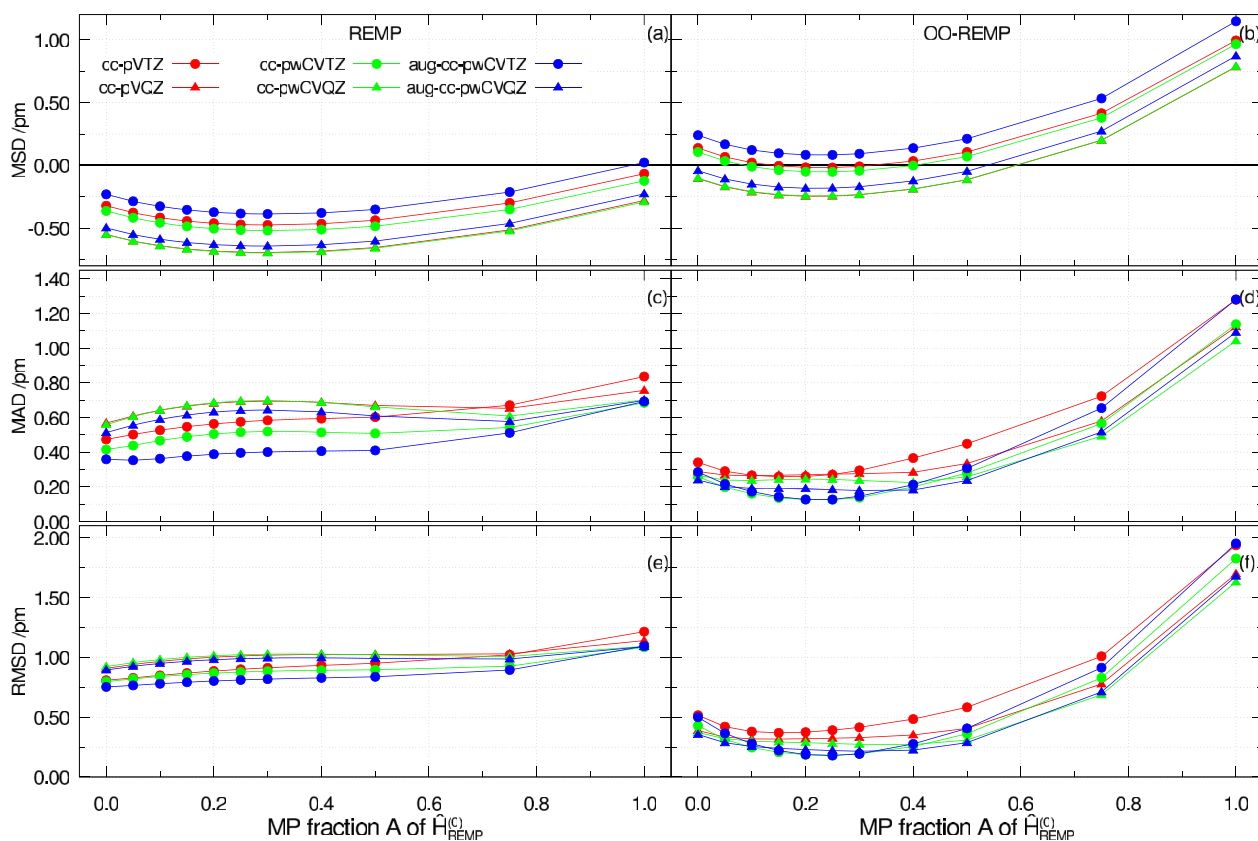 REMP (a) OO-REMP (b)
cc-pVTZ cc-pwCVTZ aug-cc-pwCVTZ
cc-pVQZ cc-pwCVQZ aug-cc-pwCVQZ
MSD /pm
1.00
0.50
0.00
-0.50
(c) (d)
MAD /pm
1.40
1.20
1.00
0.80
0.60
0.40
0.20
0.00
(e) (f)
RMSD /pm
2.00
1.50
1.00
0.50
0.00
0.0 0.2 0.4 0.6 0.8 1.0 0.0 0.2 0.4 0.6 0.8 1.0
MP fraction A of Ĥ(0)REMP MP fraction A of Ĥ(0)REMP